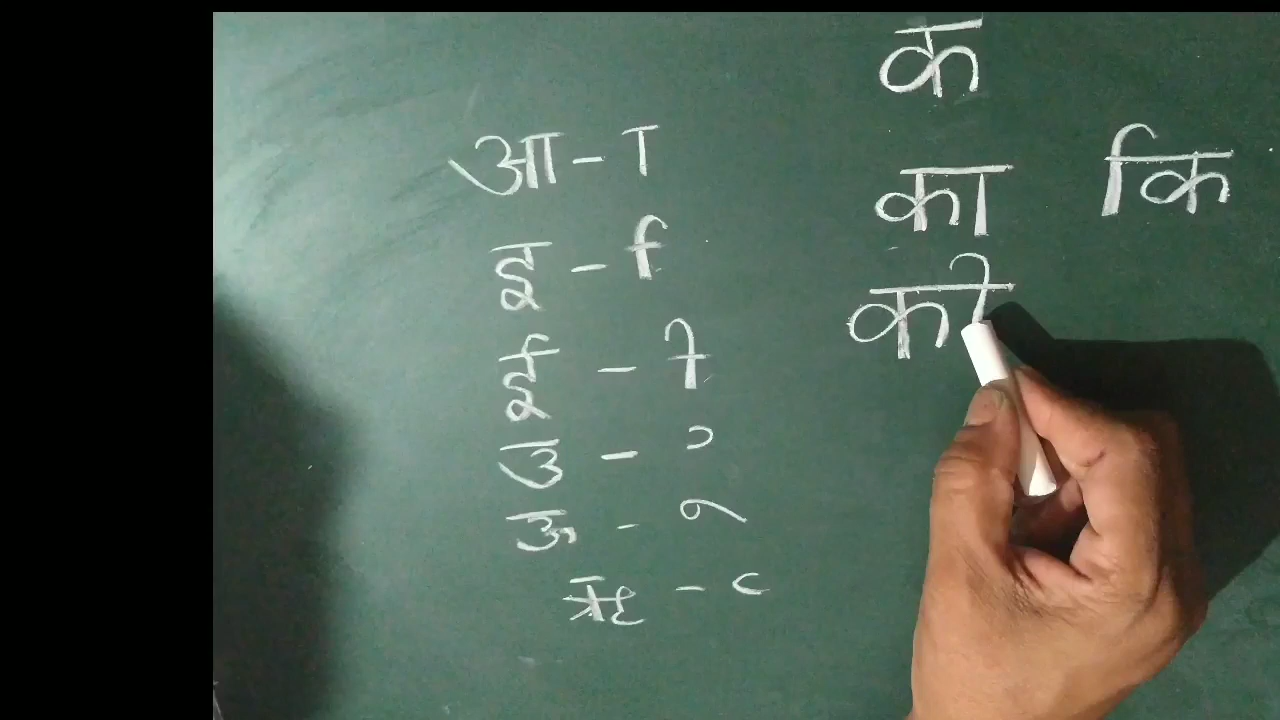 क
आ - ा
का कि
इ - ि
की
ई - ी
उ - ु
ऊ - ू
ऋ - ृ